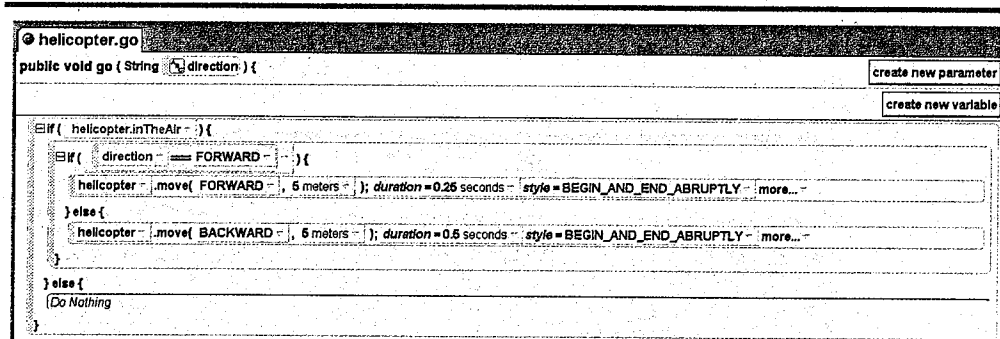 helicopter.go
public void go ( String direction ) {
create new parameter
create new variable
if ( helicopter.inTheAir ) {
if ( direction == FORWARD ) {
helicopter .move( FORWARD , 5 meters ); duration = 0.25 seconds style = BEGIN_AND_END_ABRUPTLY more...
} else {
helicopter .move( BACKWARD , 5 meters ); duration = 0.5 seconds style = BEGIN_AND_END_ABRUPTLY more...
}
} else {
Do Nothing
}